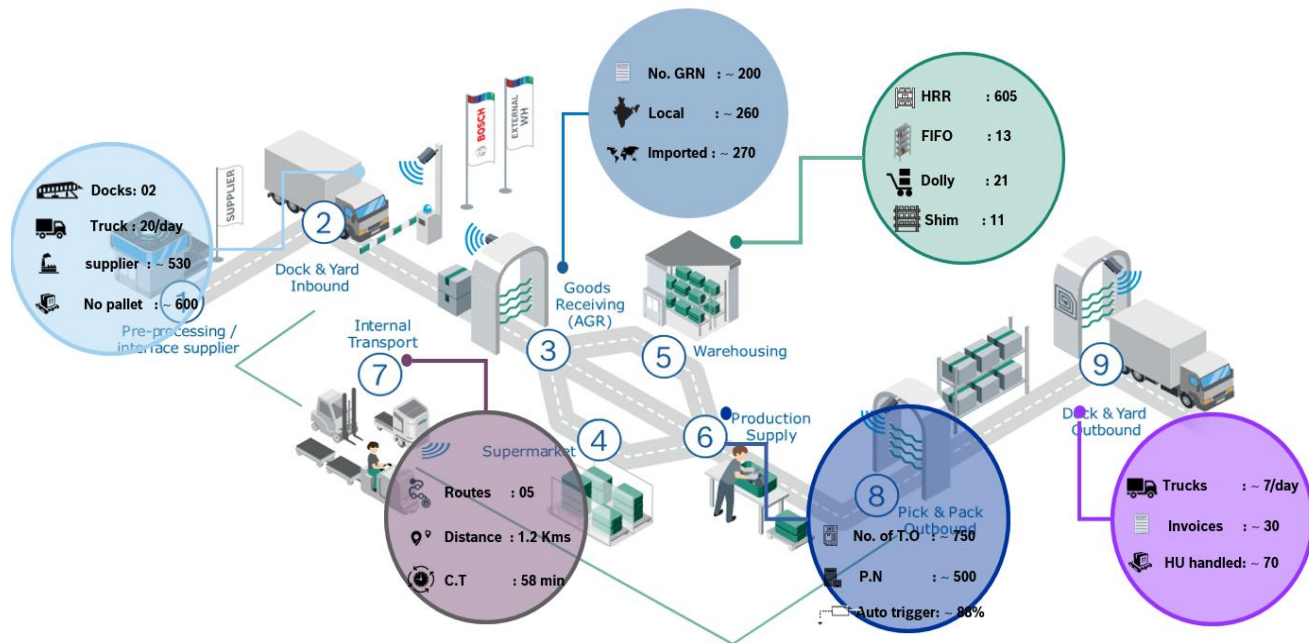 Docks: 02
Truck : 20/day
supplier : ~ 530
No pallet : ~ 600
1
Pre-processing /
interface supplier
SUPPLIER
2
Dock & Yard
Inbound
BOSCH
EXTERNAL
WH
No. GRN : ~ 200
Local : ~ 260
Imported : ~ 270
Goods
Receiving
(AGR)
3
HRR : 605
FIFO : 13
Dolly : 21
Shim : 11
5
Warehousing
Internal
Transport
7
4
Supermarket
Routes : 05
Distance : 1.2 Kms
C.T : 58 min
6
Production
Supply
8
Pick & Pack
Outbound
No. of T.O : ~ 750
P.N : ~ 500
Auto trigger: ~ 98%
9
Dock & Yard
Outbound
Trucks : ~ 7/day
Invoices : ~ 30
HU handled: ~ 70